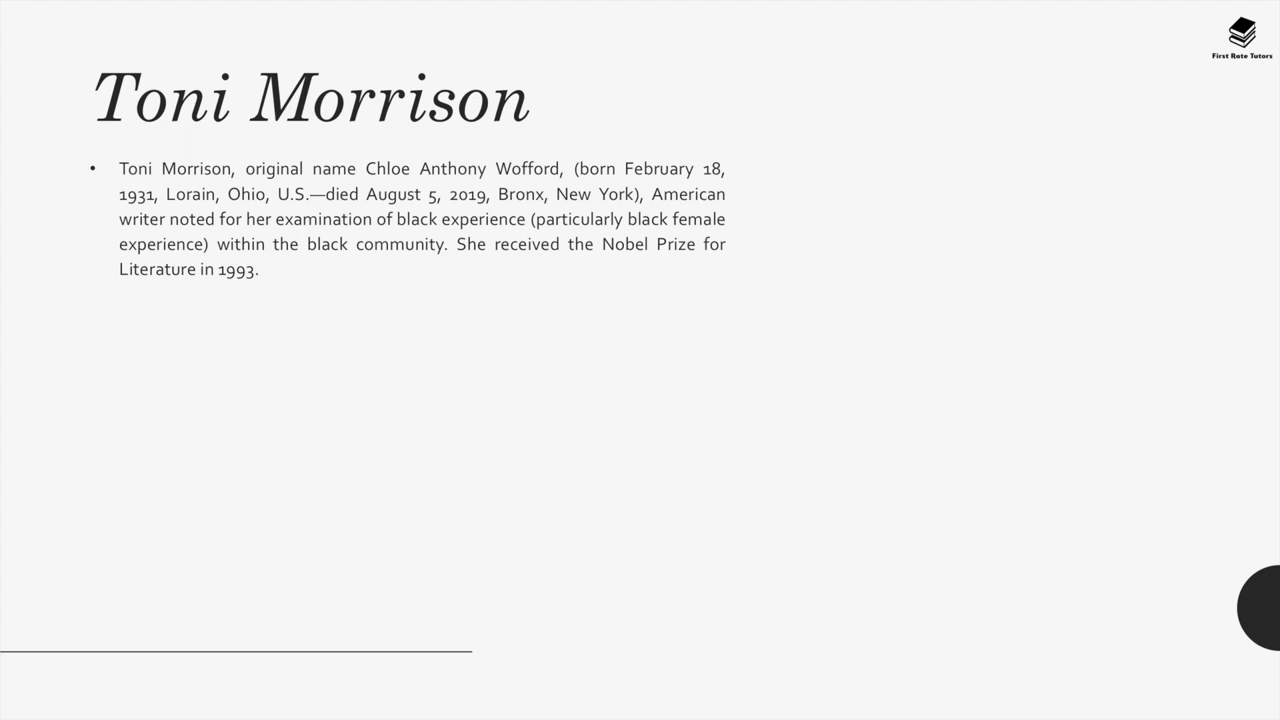 First Rate Tutors
Toni Morrison
• Toni Morrison, original name Chloe Anthony Wofford, (born February 18,
1931, Lorain, Ohio, U.S.—died August 5, 2019, Bronx, New York), American
writer noted for her examination of black experience (particularly black female
experience) within the black community. She received the Nobel Prize for
Literature in 1993.